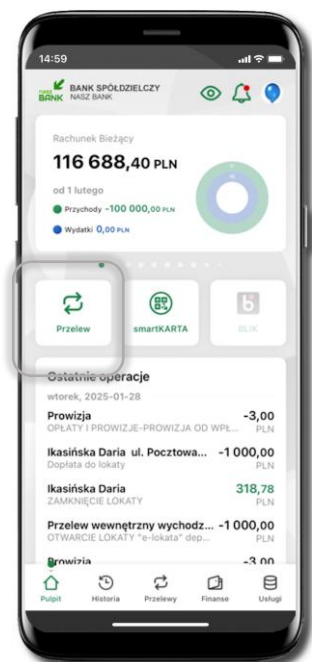 14:59
nasz BANK
BANK SPÓŁDZIELCZY
NASZ BANK
Rachunek Bieżący
116 688,40 PLN
od 1 lutego
Przychody -100 000,00 PLN
Wydatki 0,00 PLN
Przelew
smartKARTA
BLIK
Ostatnie operacje
wtorek, 2025-01-28
Prowizja -3,00
OPŁATY I PROWIZJE-PROWIZJA OD WPŁ... PLN
Ikasińska Daria ul. Pocztowa... -1 000,00
Dopłata do lokaty PLN
Ikasińska Daria 318,78
ZAMKNIĘCIE LOKATY PLN
Przelew wewnętrzny wychodz... -1 000,00
OTWARCIE LOKATY "e-lokata" dep... PLN
Prowizja -3,00
Pulpit Historia Przelewy Finanse Usługi